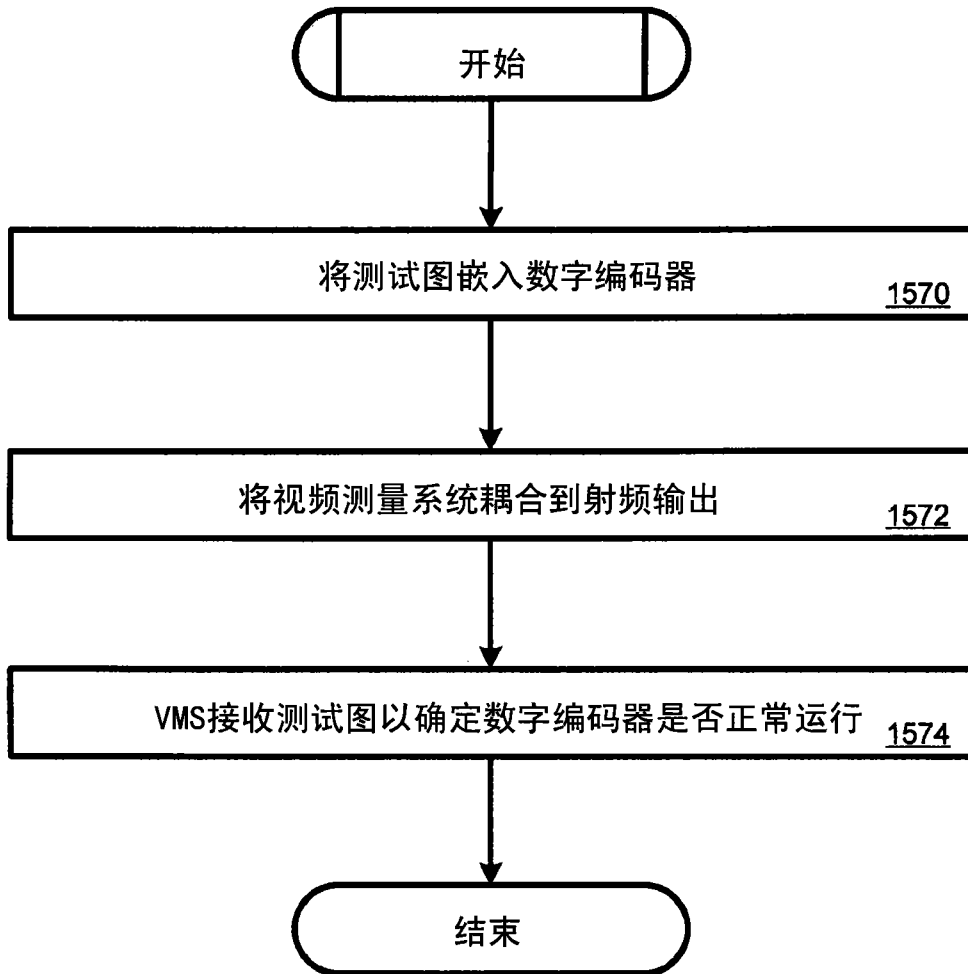 开始
将测试图嵌入数字编码器
1570
将视频测量系统耦合到射频输出
1572
VMS接收测试图以确定数字编码器是否正常运行
1574
结束